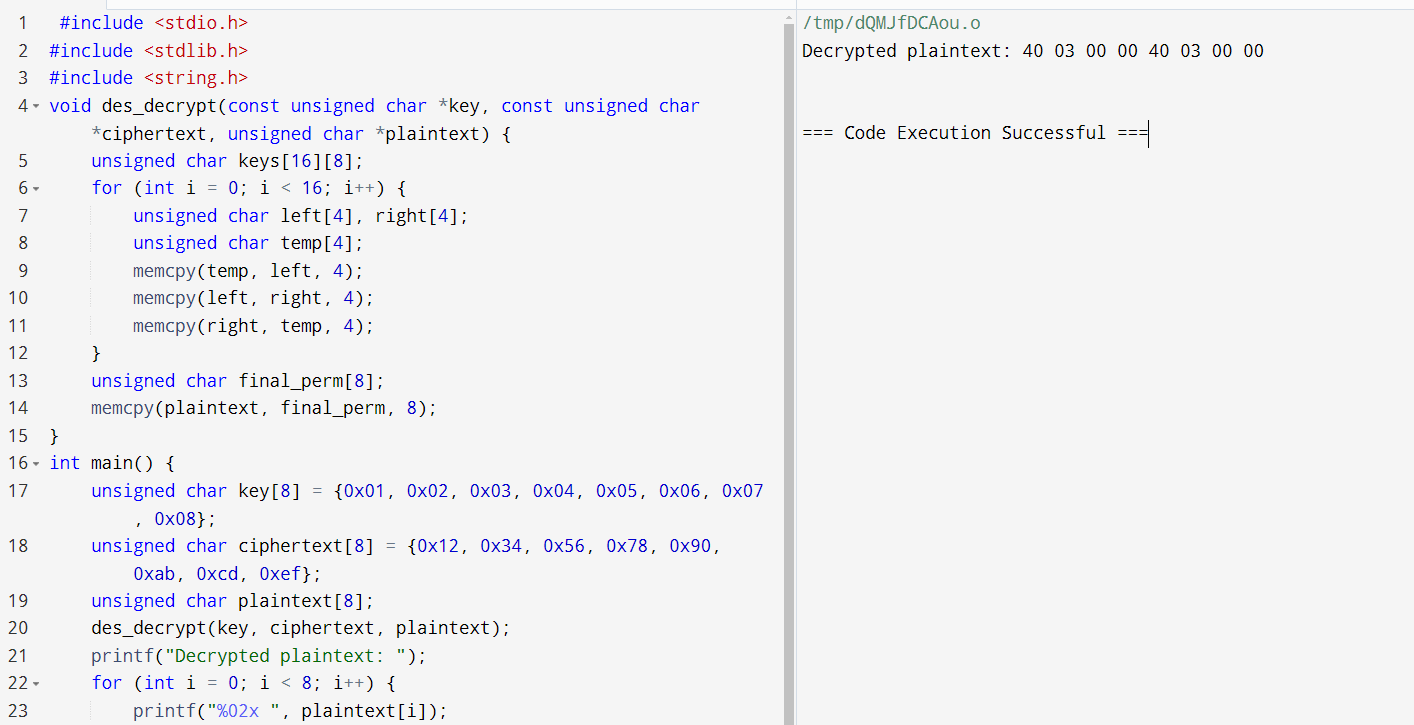 1 #include <stdio.h>
2 #include <stdlib.h>
3 #include <string.h>
4 void des_decrypt(const unsigned char *key, const unsigned char
*ciphertext, unsigned char *plaintext) {
5 unsigned char keys[16][8];
6 for (int i = 0; i < 16; i++) {
7 unsigned char left[4], right[4];
8 unsigned char temp[4];
9 memcpy(temp, left, 4);
10 memcpy(left, right, 4);
11 memcpy(right, temp, 4);
12 }
13 unsigned char final_perm[8];
14 memcpy(plaintext, final_perm, 8);
15 }
16 int main() {
17 unsigned char key[8] = {0x01, 0x02, 0x03, 0x04, 0x05, 0x06, 0x07
, 0x08};
18 unsigned char ciphertext[8] = {0x12, 0x34, 0x56, 0x78, 0x90,
0xab, 0xcd, 0xef};
19 unsigned char plaintext[8];
20 des_decrypt(key, ciphertext, plaintext);
21 printf("Decrypted plaintext: ");
22 for (int i = 0; i < 8; i++) {
23 printf("%02x ", plaintext[i]);
/tmp/dQMJfDCAou.o
Decrypted plaintext: 40 03 00 00 40 03 00 00
=== Code Execution Successful ===